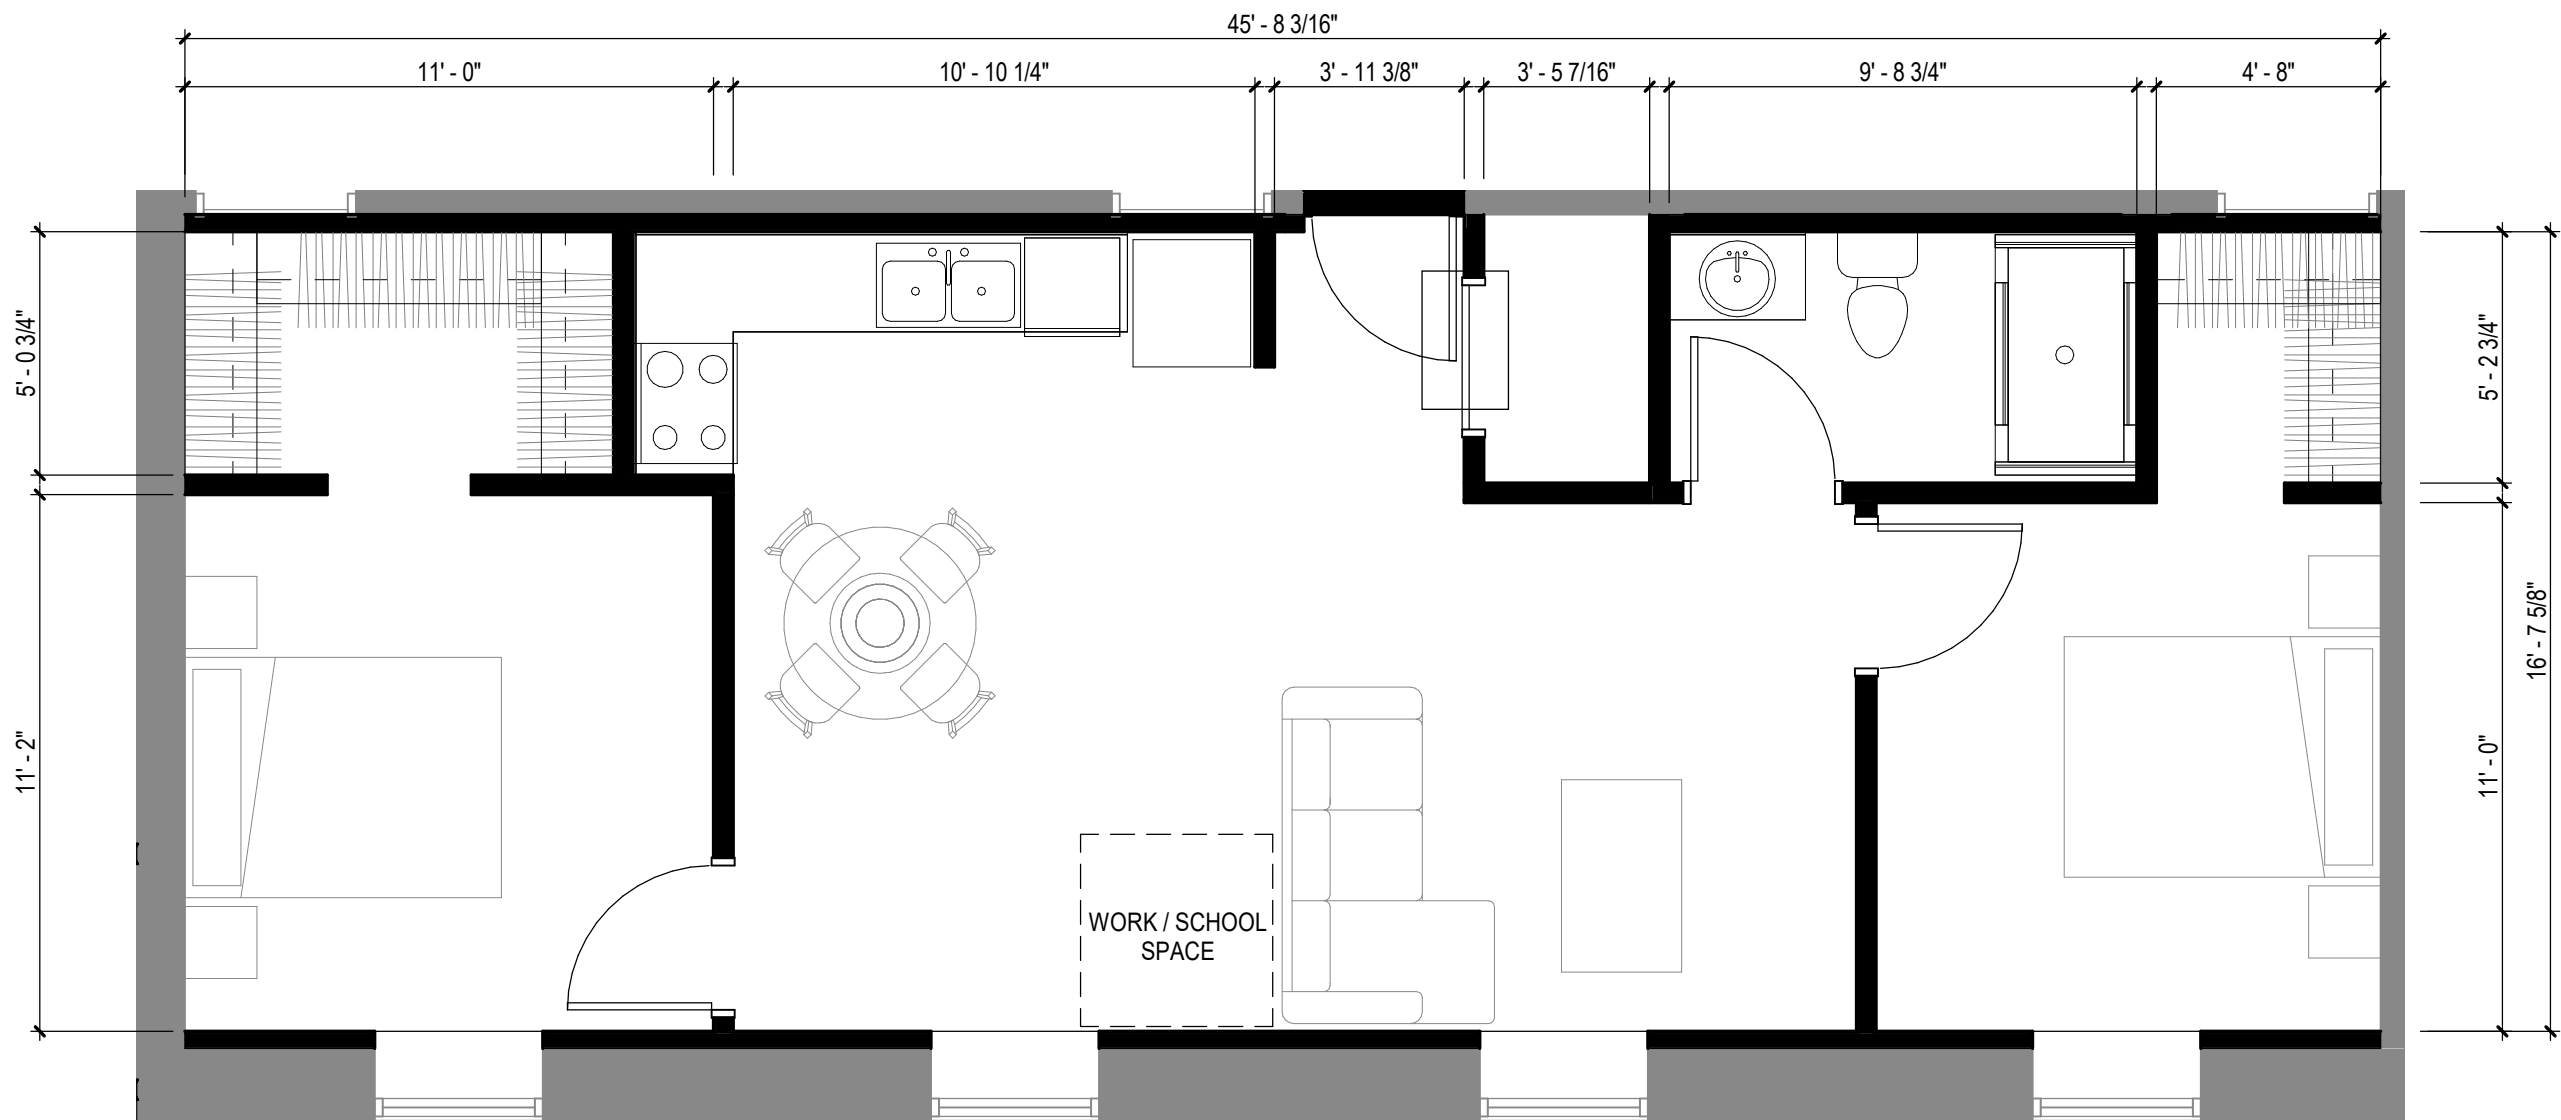 45' - 8 3/16"
11' - 0"
10' - 10 1/4"
3' - 11 3/8"
3' - 5 7/16"
9' - 8 3/4"
4' - 8"
5' - 0 3/4"
11' - 2"
5' - 2 3/4"
11' - 0"
16' - 7 5/8"
WORK / SCHOOL
SPACE